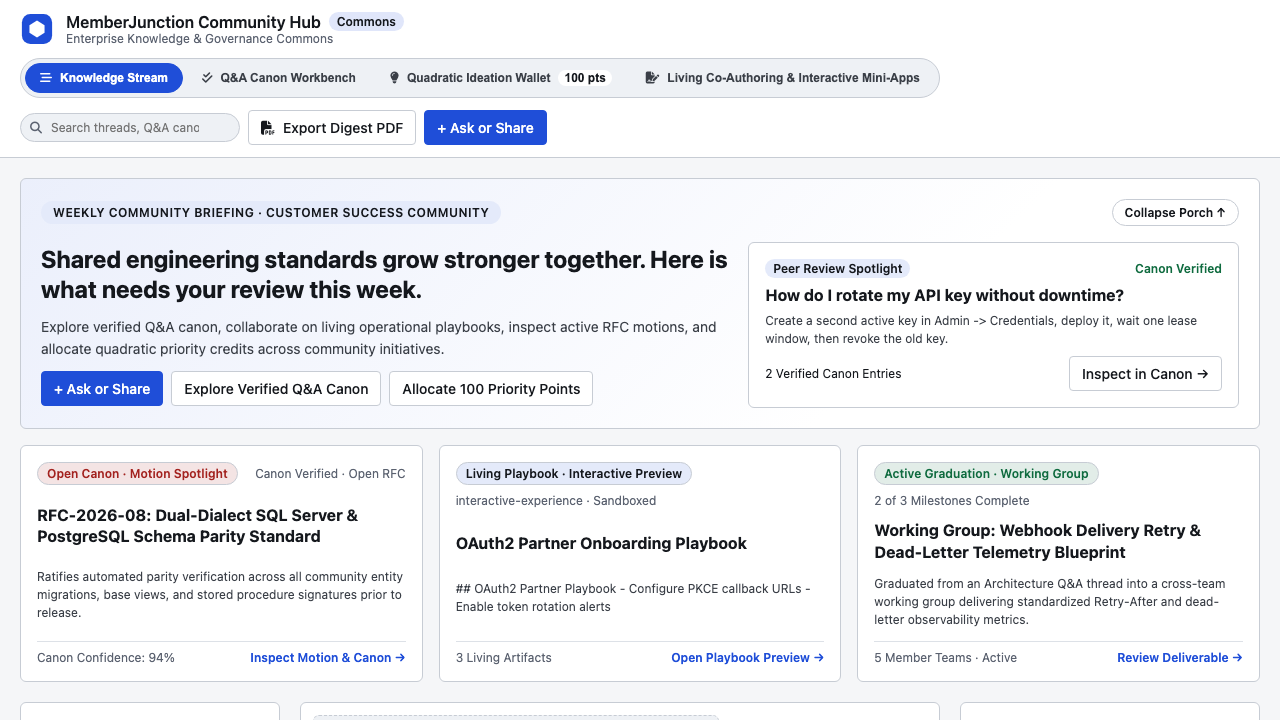 MemberJunction Community Hub
Commons
Enterprise Knowledge & Governance Commons
Knowledge Stream
Q&A Canon Workbench
Quadratic Ideation Wallet
100 pts
Living Co-Authoring & Interactive Mini-Apps
Search threads, Q&A canc
Export Digest PDF
+ Ask or Share
WEEKLY COMMUNITY BRIEFING · CUSTOMER SUCCESS COMMUNITY
Collapse Porch ↑
Shared engineering standards grow stronger together. Here is
what needs your review this week.
Explore verified Q&A canon, collaborate on living operational playbooks, inspect active RFC motions, and
allocate quadratic priority credits across community initiatives.
+ Ask or Share
Explore Verified Q&A Canon
Allocate 100 Priority Points
Peer Review Spotlight
Canon Verified
How do I rotate my API key without downtime?
Create a second active key in Admin -> Credentials, deploy it, wait one lease
window, then revoke the old key.
2 Verified Canon Entries
Inspect in Canon →
Open Canon · Motion Spotlight
Canon Verified · Open RFC
RFC-2026-08: Dual-Dialect SQL Server &
PostgreSQL Schema Parity Standard
Ratifies automated parity verification across all community entity
migrations, base views, and stored procedure signatures prior to
release.
Canon Confidence: 94%
Inspect Motion & Canon →
Living Playbook · Interactive Preview
interactive-experience · Sandboxed
OAuth2 Partner Onboarding Playbook
## OAuth2 Partner Playbook - Configure PKCE callback URLs -
Enable token rotation alerts
3 Living Artifacts
Open Playbook Preview →
Active Graduation · Working Group
2 of 3 Milestones Complete
Working Group: Webhook Delivery Retry &
Dead-Letter Telemetry Blueprint
Graduated from an Architecture Q&A thread into a cross-team
working group delivering standardized Retry-After and dead-
letter observability metrics.
5 Member Teams · Active
Review Deliverable →